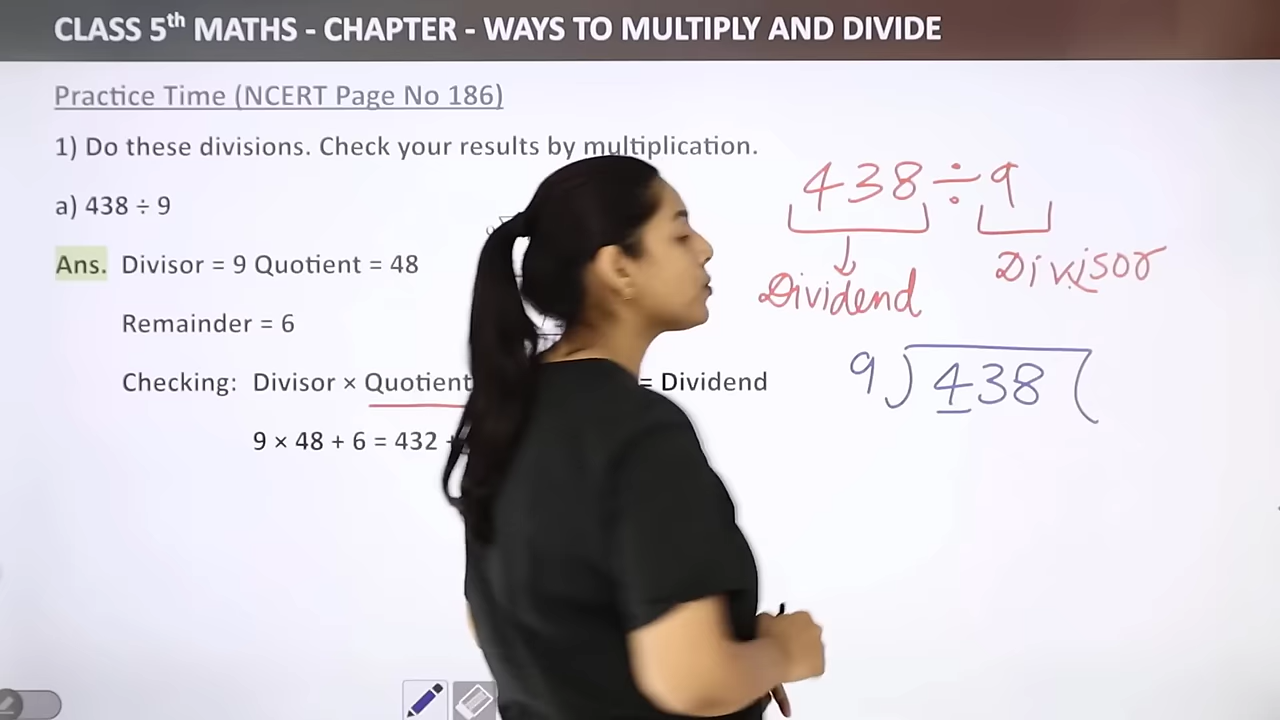 CLASS 5th MATHS - CHAPTER - WAYS TO MULTIPLY AND DIVIDE
Practice Time (NCERT Page No 186)
1) Do these divisions. Check your results by multiplication.
a) 438 ÷ 9
Ans. Divisor = 9 Quotient = 48
Remainder = 6
Checking: Divisor × Quotient = Dividend
9 × 48 + 6 = 432
438 ÷ 9
Dividend
Divisor
9 ) 438 (